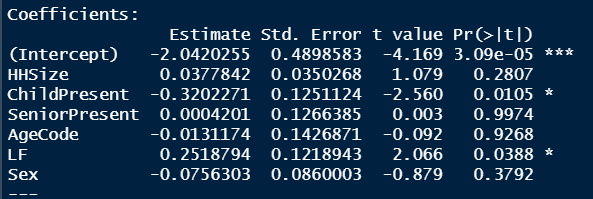 Coefficients:
Estimate Std. Error t value Pr(>|t|)
(Intercept) -2.0420255 0.4898583 -4.169 3.09e-05 ***
HHSize 0.0377842 0.0350268 1.079 0.2807
ChildPresent -0.3202271 0.1251124 -2.560 0.0105 *
SeniorPresent 0.0004201 0.1266385 0.003 0.9974
AgeCode -0.0131174 0.1426871 -0.092 0.9268
LF 0.2518794 0.1218943 2.066 0.0388 *
Sex -0.0756303 0.0860003 -0.879 0.3792
---